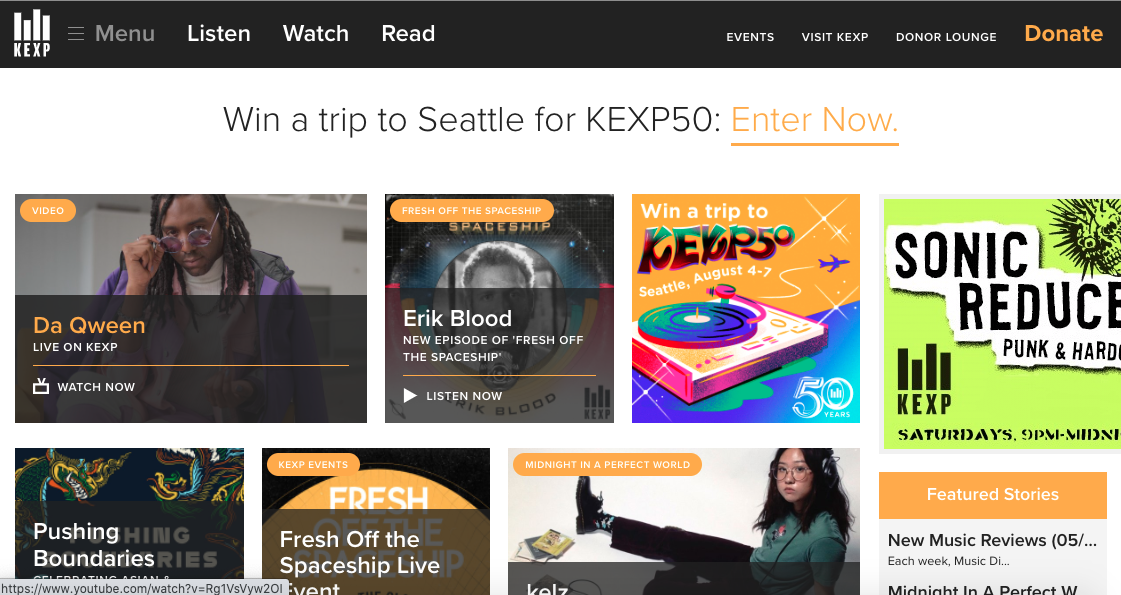 KEXP
Menu
Listen
Watch
Read
EVENTS
VISIT KEXP
DONOR LOUNGE
Donate
Win a trip to Seattle for KEXP50: Enter Now.
VIDEO
Da Qween
LIVE ON KEXP
WATCH NOW
FRESH OFF THE SPACESHIP
SPACESHIP
Erik Blood
NEW EPISODE OF 'FRESH OFF
THE SPACESHIP'
LISTEN NOW
ERIK BLOOD
KEXP
Win a trip to
KEXP50
Seattle, August 4-7
50
YEARS
SONIC
REDUCE
PUNK & HARDC
KEXP
SATURDAYS, 9PM-MIDNI
PUSHING
BOUNDARIES
Pushing
Boundaries
CELEBRATING ASIAN &
KEXP EVENTS
FRESH
OFF THE
SPACESHIP
Fresh Off the
Spaceship Live
Event
MIDNIGHT IN A PERFECT WORLD
kelz
Featured Stories
New Music Reviews (05/...
Each week, Music Di...
Midnight In A Perfect W
https://www.youtube.com/watch?v=Rg1VsVyw2OI